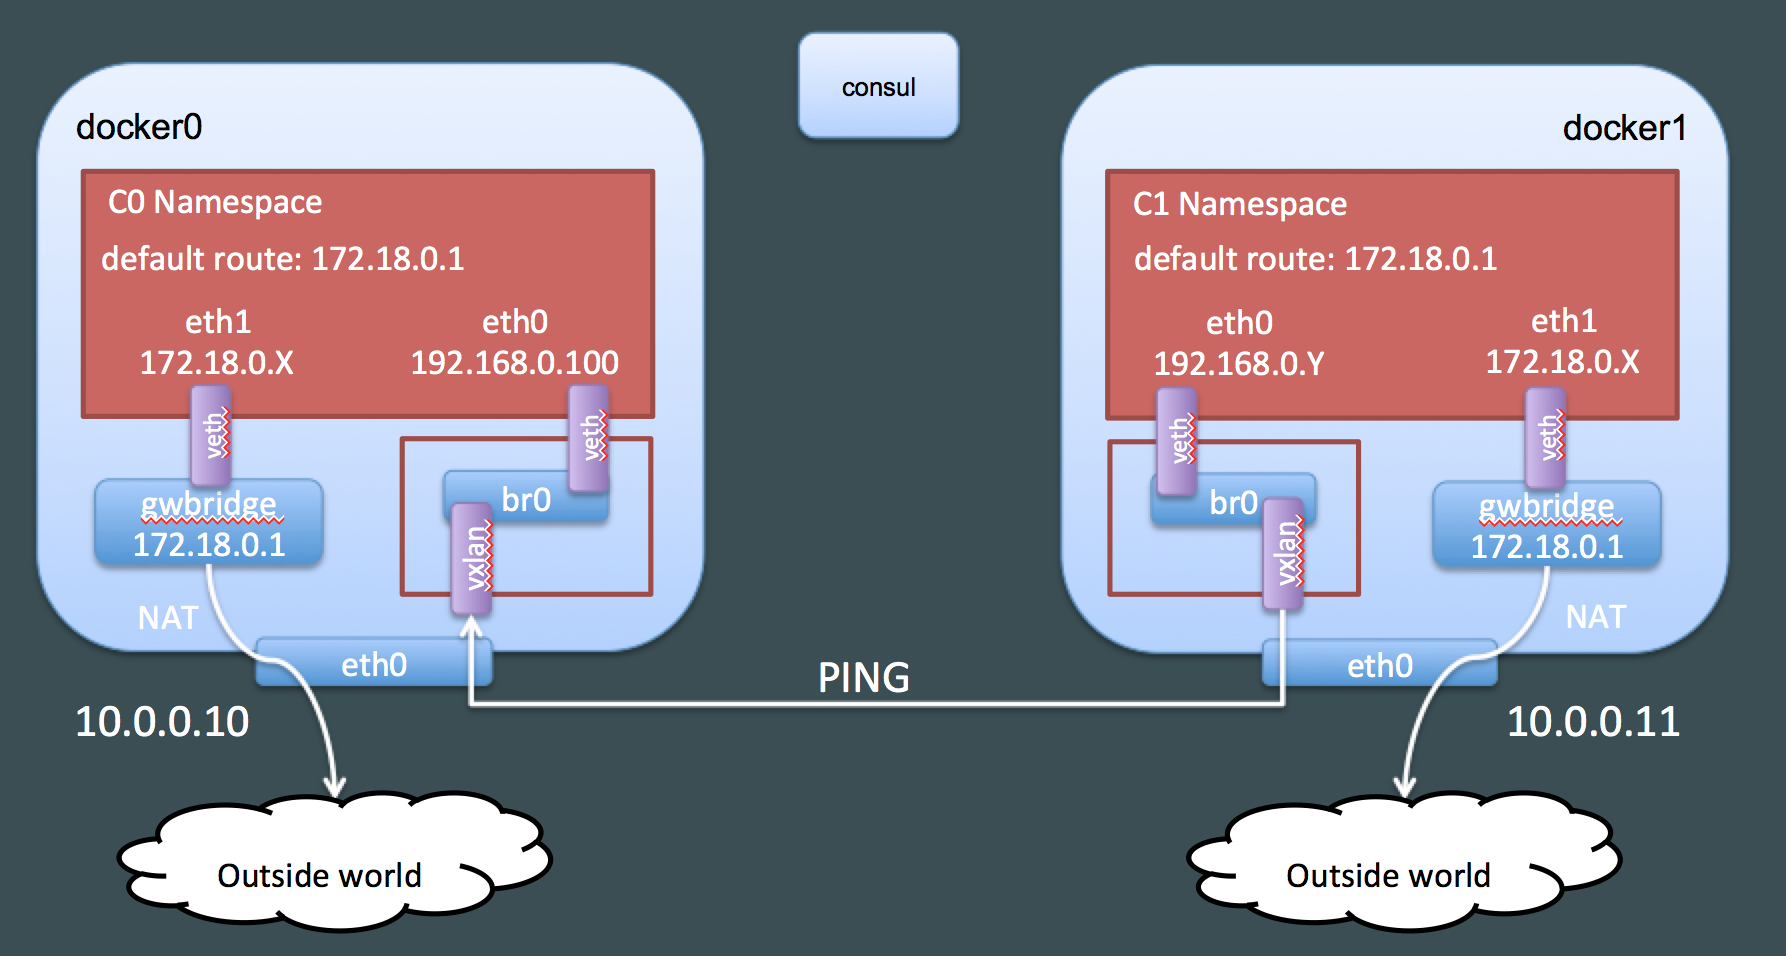 consul
docker0
C0 Namespace
default route: 172.18.0.1
eth1
172.18.0.X
eth0
192.168.0.100
veth
veth
gwbridge
172.18.0.1
br0
vxlan
NAT
eth0
10.0.0.10
Outside world
PING
docker1
C1 Namespace
default route: 172.18.0.1
eth0
192.168.0.Y
eth1
172.18.0.X
veth
veth
br0
vxlan
gwbridge
172.18.0.1
NAT
eth0
10.0.0.11
Outside world